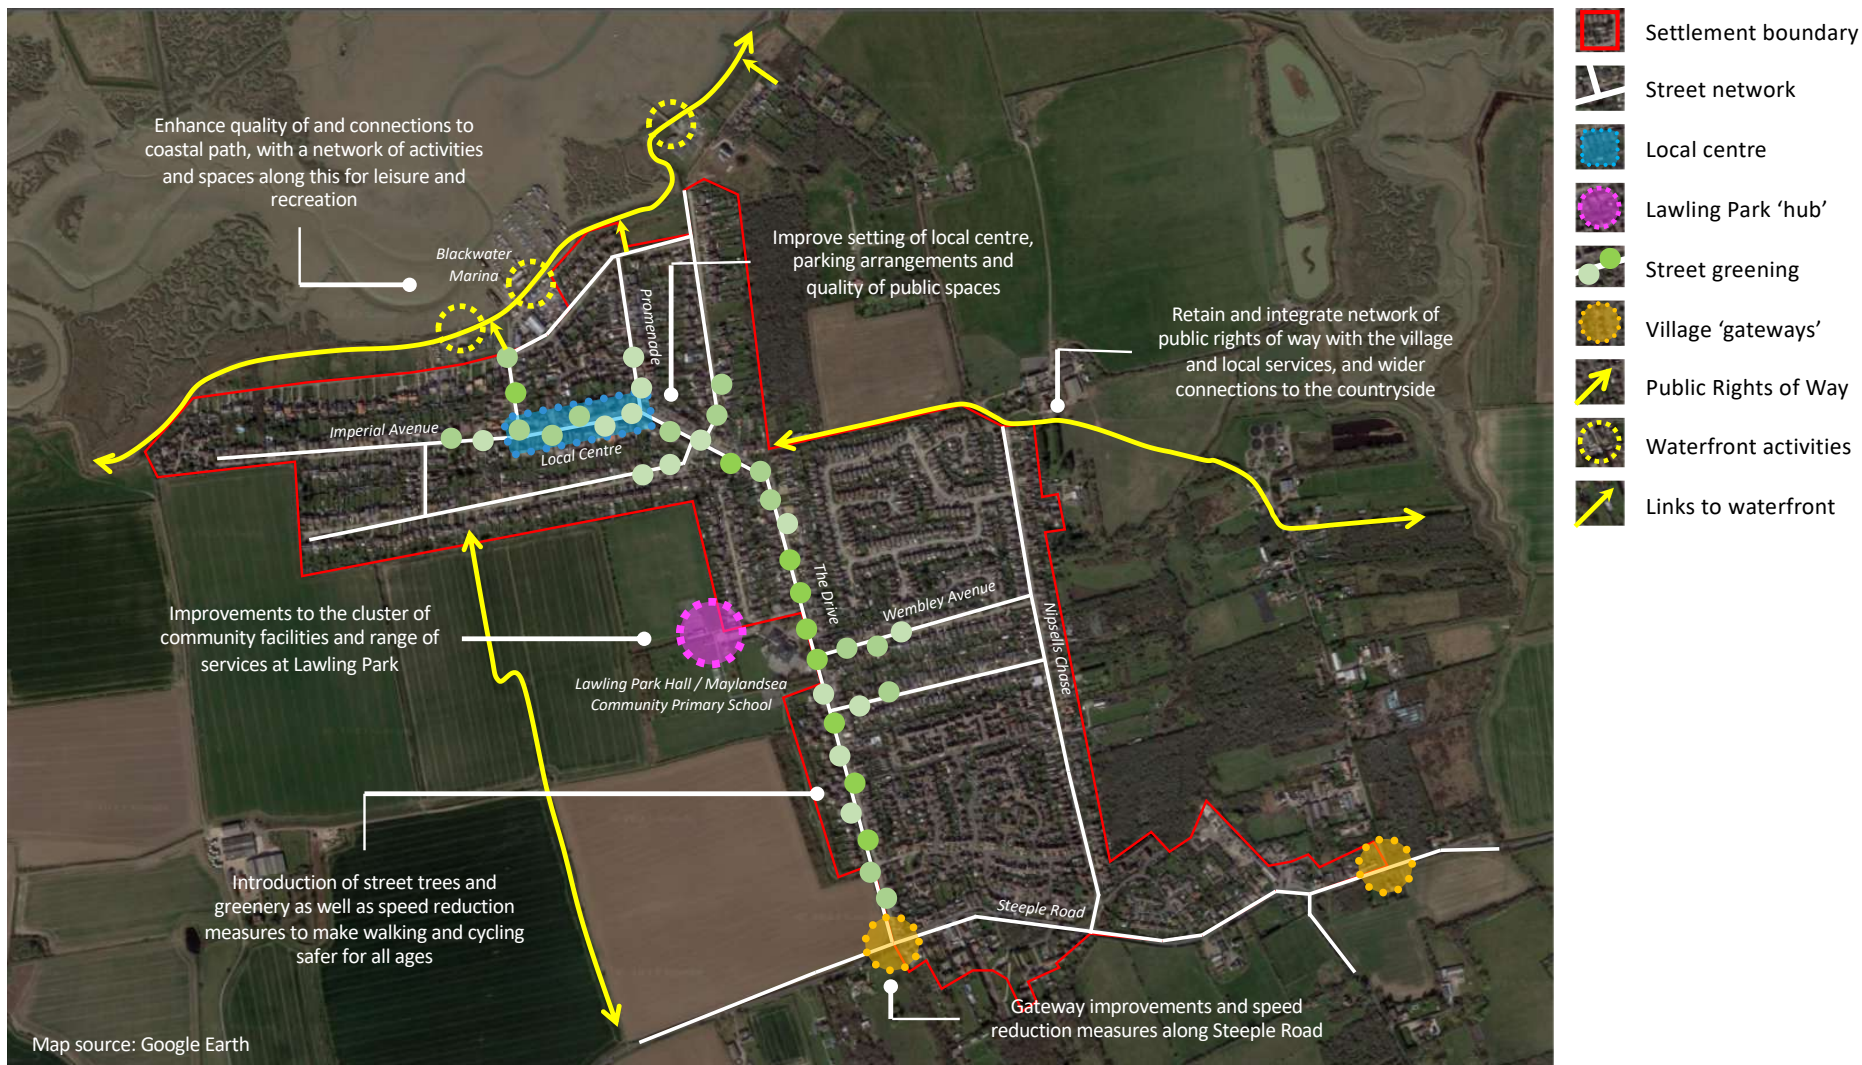 Enhance quality of and connections to
coastal path, with a network of activities
and spaces along this for leisure and
recreation
Blackwater
Marina
Promenade
Improve setting of local centre,
parking arrangements and
quality of public spaces
Retain and integrate network of
public rights of way with the village
and local services, and wider
connections to the countryside
Imperial Avenue
Local Centre
The Drive
Wembley Avenue
Nipsells Chase
Improvements to the cluster of
community facilities and range of
services at Lawling Park
Lawling Park Hall / Maylandsea
Community Primary School
Introduction of street trees and
greenery as well as speed reduction
measures to make walking and cycling
safer for all ages
Steeple Road
Gateway improvements and speed
reduction measures along Steeple Road
Map source: Google Earth
Settlement boundary
Street network
Local centre
Lawling Park ‘hub’
Street greening
Village ‘gateways’
Public Rights of Way
Waterfront activities
Links to waterfront